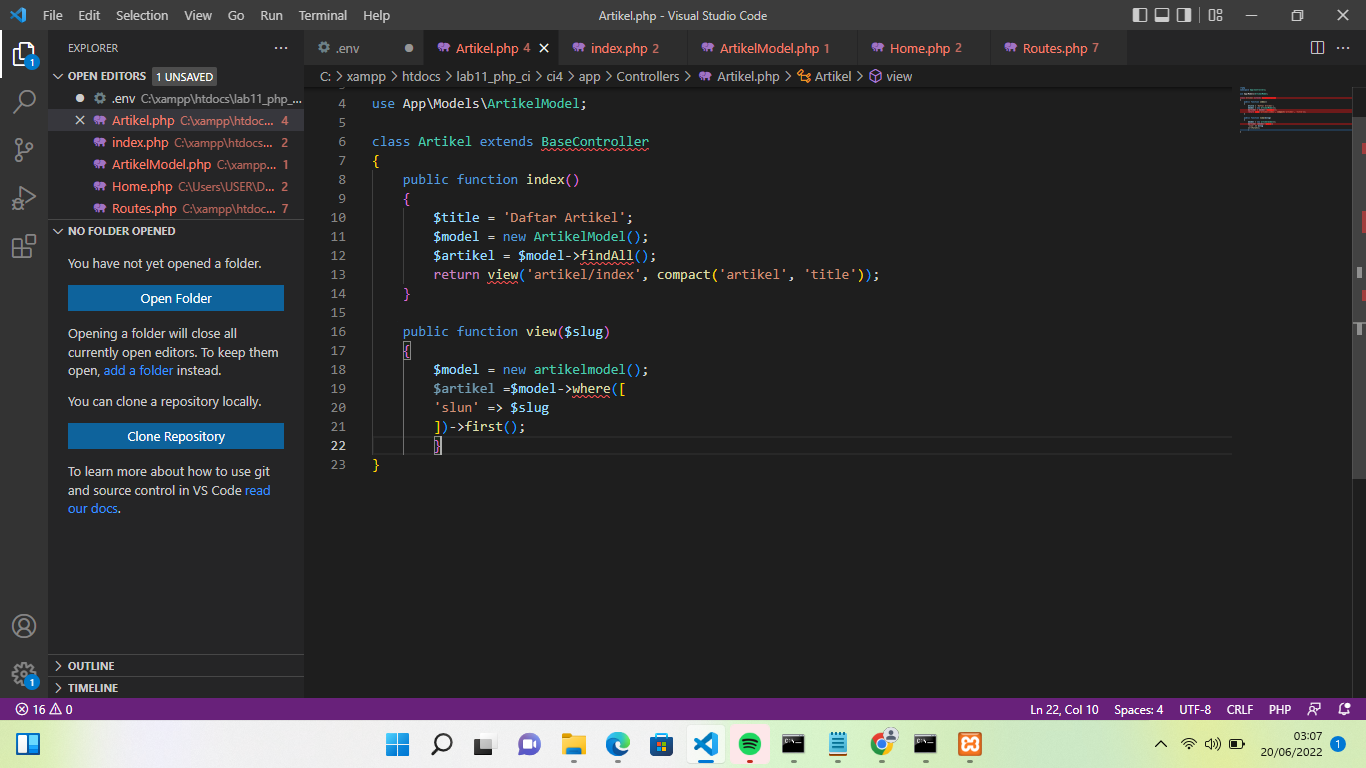 File Edit Selection View Go Run Terminal Help
Artikel.php - Visual Studio Code
EXPLORER
.env
Artikel.php 4
index.php 2
ArtikelModel.php 1
Home.php 2
Routes.php 7
OPEN EDITORS 1 UNSAVED
.env C:\xampp\htdocs\lab11_php_...
Artikel.php C:\xampp\htdoc... 4
index.php C:\xampp\htdocs... 2
ArtikelModel.php C:\xampp... 1
Home.php C:\Users\USER\D... 2
Routes.php C:\xampp\htdoc... 7
NO FOLDER OPENED
You have not yet opened a folder.
Open Folder
Opening a folder will close all
currently open editors. To keep them
open, add a folder instead.
You can clone a repository locally.
Clone Repository
To learn more about how to use git
and source control in VS Code read
our docs.
OUTLINE
TIMELINE
C: > xampp > htdocs > lab11_php_ci > ci4 > app > Controllers > Artikel.php > Artikel > view
4 use App\Models\ArtikelModel;
5
6 class Artikel extends BaseController
7 {
8 public function index()
9 {
10 $title = 'Daftar Artikel';
11 $model = new ArtikelModel();
12 $artikel = $model->findAll();
13 return view('artikel/index', compact('artikel', 'title'));
14 }
15
16 public function view($slug)
17 {
18 $model = new artikelmodel();
19 $artikel =$model->where([
20 'slun' => $slug
21 ])->first();
22 }
23 }
1
1
16 0
Ln 22, Col 10 Spaces: 4 UTF-8 CRLF PHP
03:07
20/06/2022
1